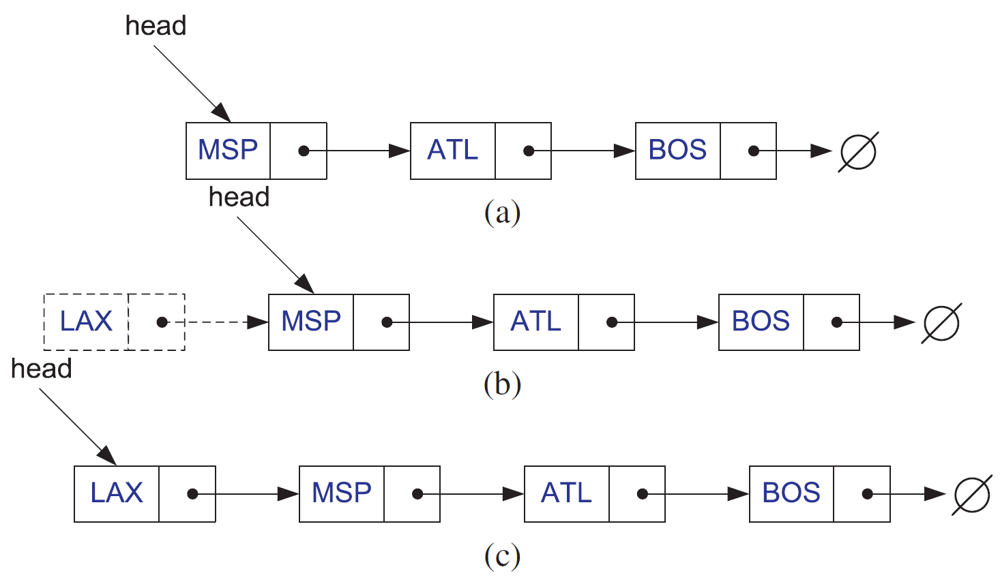 head
MSP ATL BOS ∅
head
(a)
LAX MSP ATL BOS ∅
head
(b)
LAX MSP ATL BOS ∅
(c)